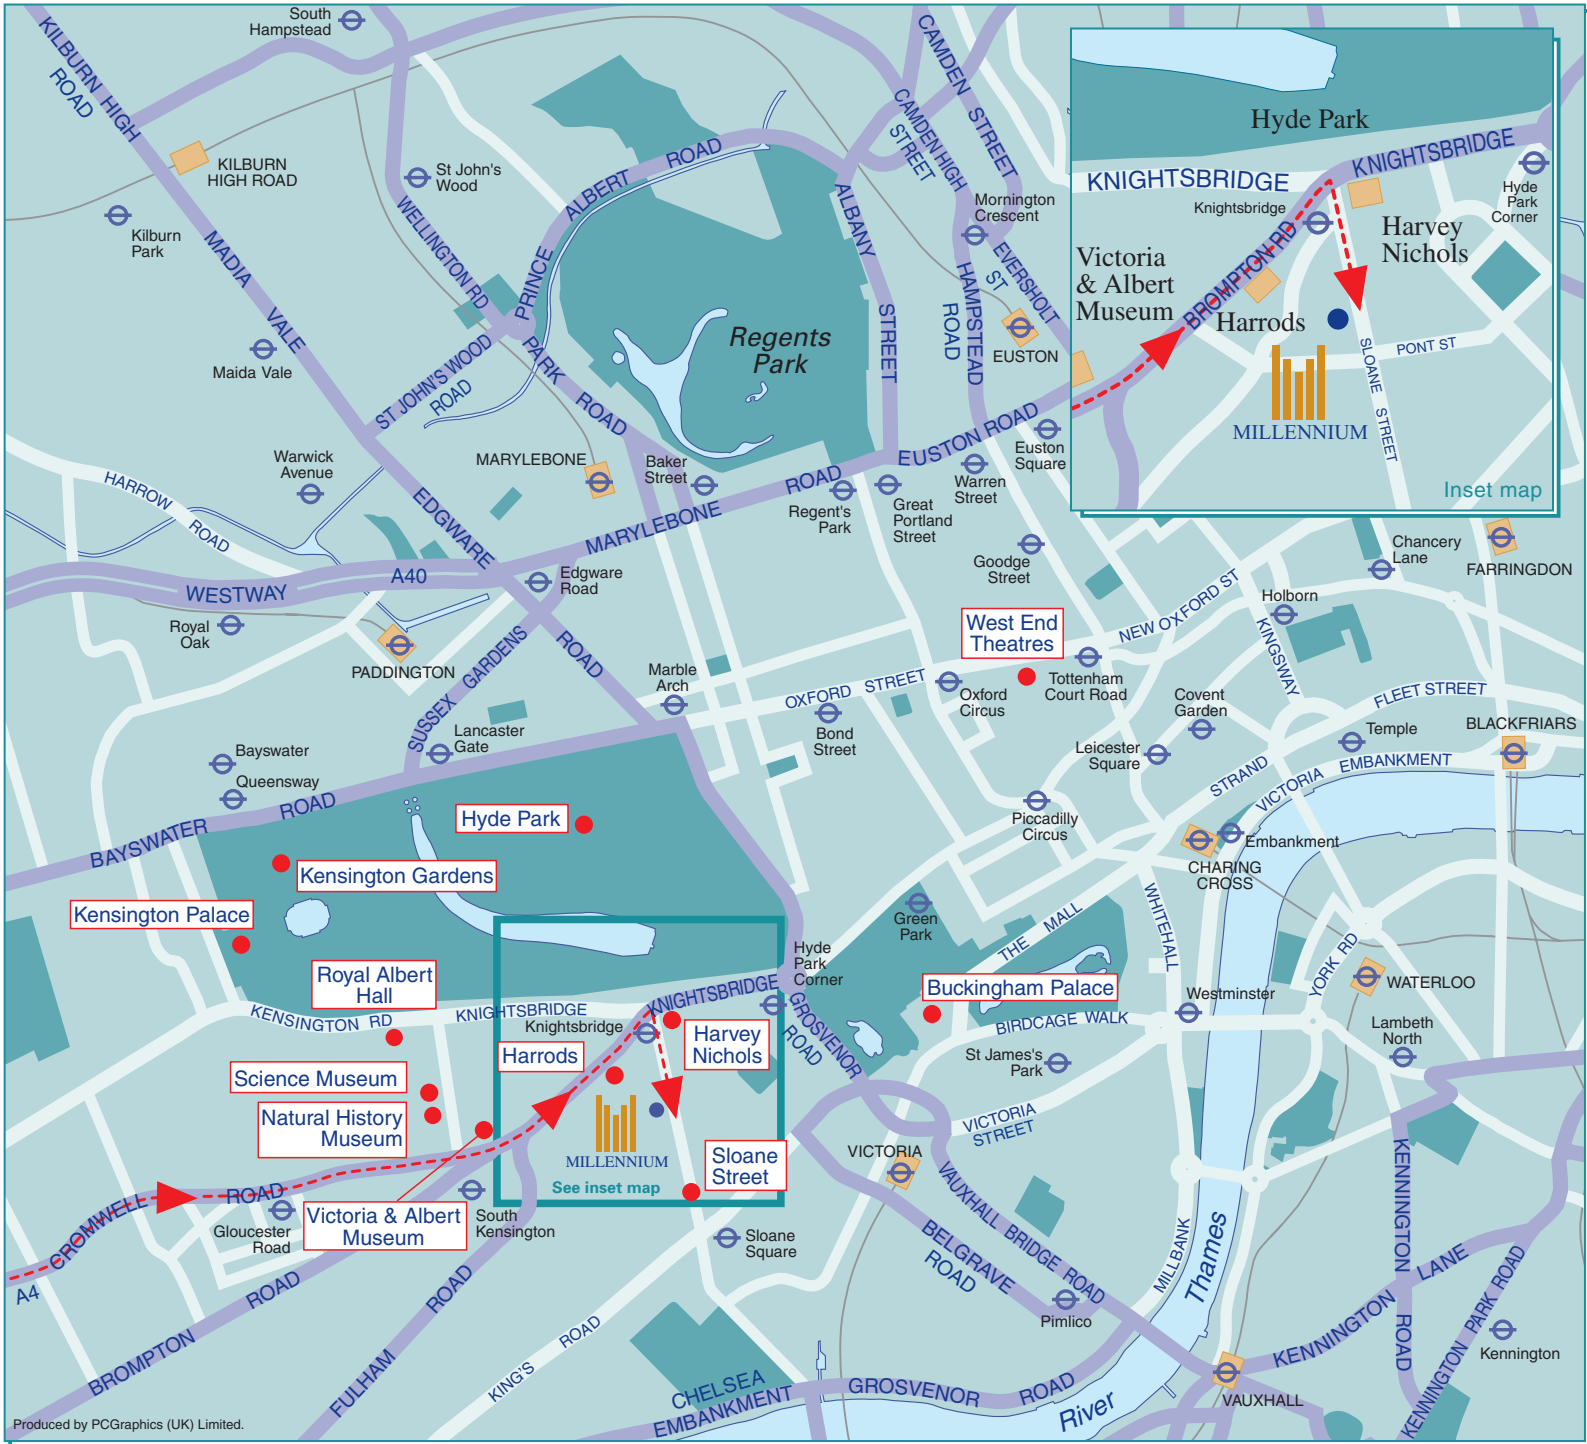 South
Hampstead
KILBURN HIGH
ROAD
KILBURN
HIGH ROAD
Kilburn
Park
St John's
Wood
WELLINGTON RD
PRINCE
ALBERT
ROAD
CAMDEN STREET
CAMDEN HIGH
STREET
Mornington
Crescent
ALBANY
STREET
HAMPSTEAD
ROAD
EVERSHOLT
ST
EUSTON
MADIA
VALE
Maida Vale
ST JOHN'S WOOD
ROAD
PARK
ROAD
Regents
Park
Hyde Park
KNIGHTSBRIDGE
KNIGHTSBRIDGE
Knightsbridge
Hyde
Park
Corner
Harvey
Nichols
Victoria
& Albert
Museum
BROMPTON RD
Harrods
PONT ST
SLOANE STREET
MILLENNIUM
Inset map
Warwick
Avenue
MARYLEBONE
Baker
Street
EUSTON ROAD
Euston
Square
Warren
Street
Regent's
Park
Great
Portland
Street
Goodge
Street
HARROW
ROAD
EDGWARE
ROAD
MARYLEBONE
ROAD
WESTWAY
A40
Edgware
Road
Royal
Oak
PADDINGTON
SUSSEX GARDENS
Chancery
Lane
FARRINGDON
Holborn
NEW OXFORD ST
KINGSWAY
West End
Theatres
Tottenham
Court Road
Marble
Arch
OXFORD STREET
Oxford
Circus
Bond
Street
Covent
Garden
Leicester
Square
FLEET STREET
Temple
BLACKFRIARS
STRAND
VICTORIA
EMBANKMENT
Bayswater
Queensway
Lancaster
Gate
BAYSWATER
ROAD
Hyde Park
Kensington Gardens
Kensington Palace
Royal Albert
Hall
Piccadilly
Circus
Embankment
CHARING
CROSS
Green
Park
THE MALL
WHITEHALL
Hyde
Park
Corner
Buckingham Palace
YORK RD
WATERLOO
Westminster
BIRDCAGE WALK
St James's
Park
Lambeth
North
KENSINGTON RD
KNIGHTSBRIDGE
KNIGHTSBRIDGE
Knightsbridge
Harrods
Harvey
Nichols
GROSVENOR
ROAD
Science Museum
Natural History
Museum
MILLENNIUM
See inset map
Sloane
Street
VICTORIA
STREET
VICTORIA
CROMWELL
ROAD
A4
Gloucester
Road
Victoria & Albert
Museum
South
Kensington
Sloane
Square
VAUXHALL BRIDGE ROAD
BELGRAVE
ROAD
Pimlico
MILLBANK
Thames
River
KENNINGTON
ROAD
KENNINGTON
LANE
KENNINGTON PARK ROAD
Kennington
VAUXHALL
BROMPTON
ROAD
FULHAM
ROAD
KING'S
ROAD
CHELSEA
EMBANKMENT
GROSVENOR
ROAD
Produced by PCGraphics (UK) Limited.